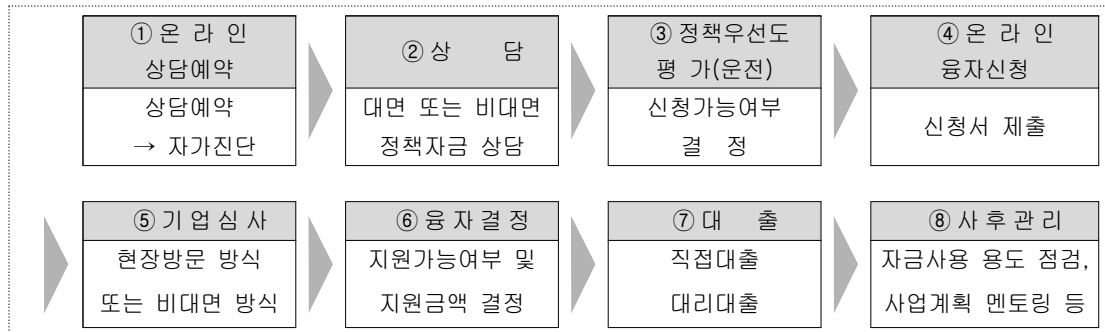 ① 온 라 인
상담예약
상담예약
→ 자가진단
② 상 담
대면 또는 비대면
정책자금 상담
③ 정책우선도
평 가(운전)
신청가능여부
결 정
④ 온 라 인
융자신청
신청서 제출
⑤ 기 업 심 사
현장방문 방식
또는 비대면 방식
⑥ 융 자 결 정
지원가능여부 및
지원금액 결정
⑦ 대 출
직접대출
대리대출
⑧ 사 후 관 리
자금사용 용도 점검,
사업계획 멘토링 등